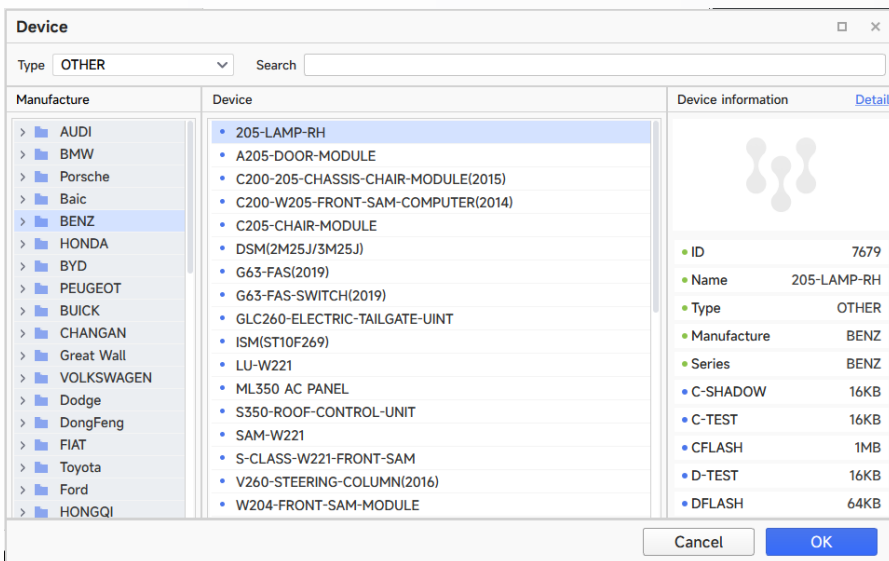 Device
Type OTHER Search
Manufacture
AUDI
BMW
Porsche
Baic
BENZ
HONDA
BYD
PEUGEOT
BUICK
CHANGAN
Great Wall
VOLKSWAGEN
Dodge
DongFeng
FIAT
Toyota
Ford
HONGQI
Device
205-LAMP-RH
A205-DOOR-MODULE
C200-205-CHASSIS-CHAIR-MODULE(2015)
C200-W205-FRONT-SAM-COMPUTER(2014)
C205-CHAIR-MODULE
DSM(2M25J/3M25J)
G63-FAS(2019)
G63-FAS-SWITCH(2019)
GLC260-ELECTRIC-TAILGATE-UINT
ISM(ST10F269)
LU-W221
ML350 AC PANEL
S350-ROOF-CONTROL-UNIT
SAM-W221
S-CLASS-W221-FRONT-SAM
V260-STEERING-COLUMN(2016)
W204-FRONT-SAM-MODULE
Device information Detail
ID 7679
Name 205-LAMP-RH
Type OTHER
Manufacture BENZ
Series BENZ
C-SHADOW 16KB
C-TEST 16KB
CFLASH 1MB
D-TEST 16KB
DFLASH 64KB
Cancel OK